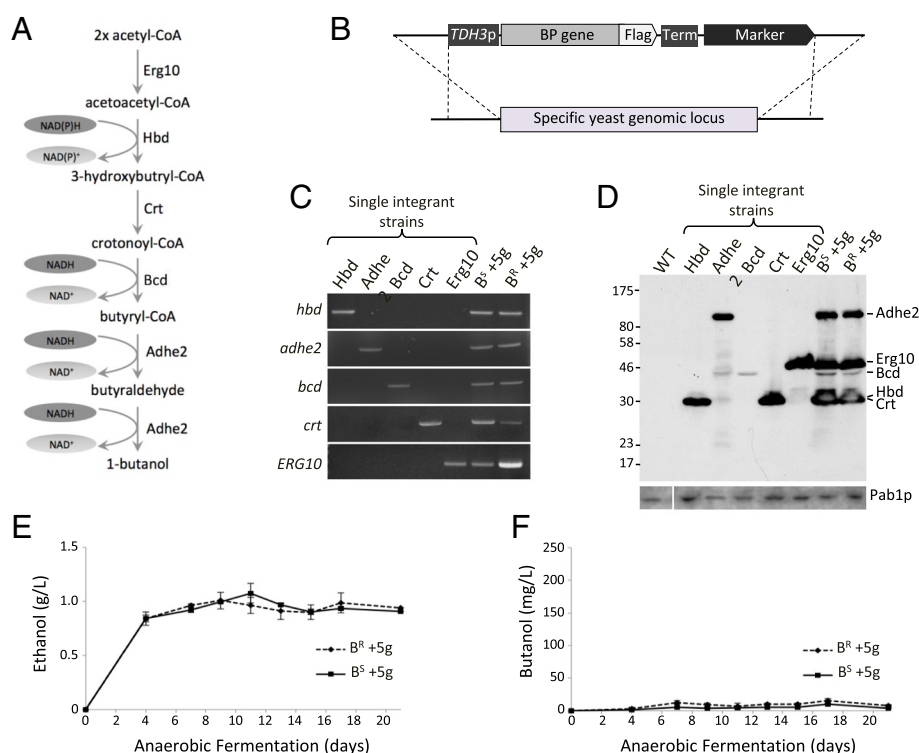 A
2x acetyl-CoA
Erg10
acetoacetyl-CoA
NAD(P)H
Hbd
NAD(P)⁺
3-hydroxybutryl-CoA
Crt
crotonoyl-CoA
NADH
Bcd
NAD⁺
butyryl-CoA
NADH
Adhe2
NAD⁺
butyraldehyde
NADH
Adhe2
NAD⁺
1-butanol
B
TDH3p
BP gene
Flag
Term
Marker
Specific yeast genomic locus
C
Single integrant
strains
Hbd
Adhe
2
Bcd
Crt
Erg10
Bˢ +5g
Bᴿ +5g
hbd
adhe2
bcd
crt
ERG10
D
Single integrant
strains
WT
Hbd
Adhe
2
Bcd
Crt
Erg10
Bˢ +5g
Bᴿ +5g
175
80
58
46
30
23
17
Adhe2
Erg10
Bcd
Hbd
Crt
Pab1p
E
Ethanol (g/L)
1.5
1.0
0.5
0
Bᴿ +5g
Bˢ +5g
0 2 4 6 8 10 12 14 16 18 20
Anaerobic Fermentation (days)
F
Butanol (mg/L)
250
200
150
100
50
0
Bᴿ +5g
Bˢ +5g
0 2 4 6 8 10 12 14 16 18 20
Anaerobic Fermentation (days)